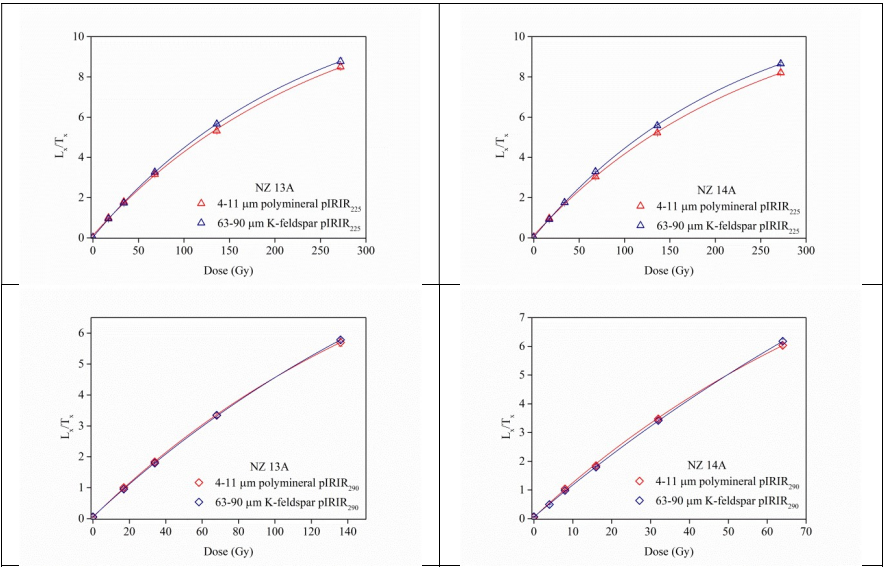 10
8
6
4
2
0
Lx/Tx
NZ 13A
4-11 μm polymineral pIRIR225
63-90 μm K-feldspar pIRIR225
0 50 100 150 200 250 300
Dose (Gy)
10
8
6
4
2
0
Lx/Tx
NZ 14A
4-11 μm polymineral pIRIR225
63-90 μm K-feldspar pIRIR225
0 50 100 150 200 250 300
Dose (Gy)
6
5
4
3
2
1
0
Lx/Tx
NZ 13A
4-11 μm polymineral pIRIR290
63-90 μm K-feldspar pIRIR290
0 20 40 60 80 100 120 140
Dose (Gy)
7
6
5
4
3
2
1
0
Lx/Tx
NZ 14A
4-11 μm polymineral pIRIR290
63-90 μm K-feldspar pIRIR290
0 10 20 30 40 50 60 70
Dose (Gy)